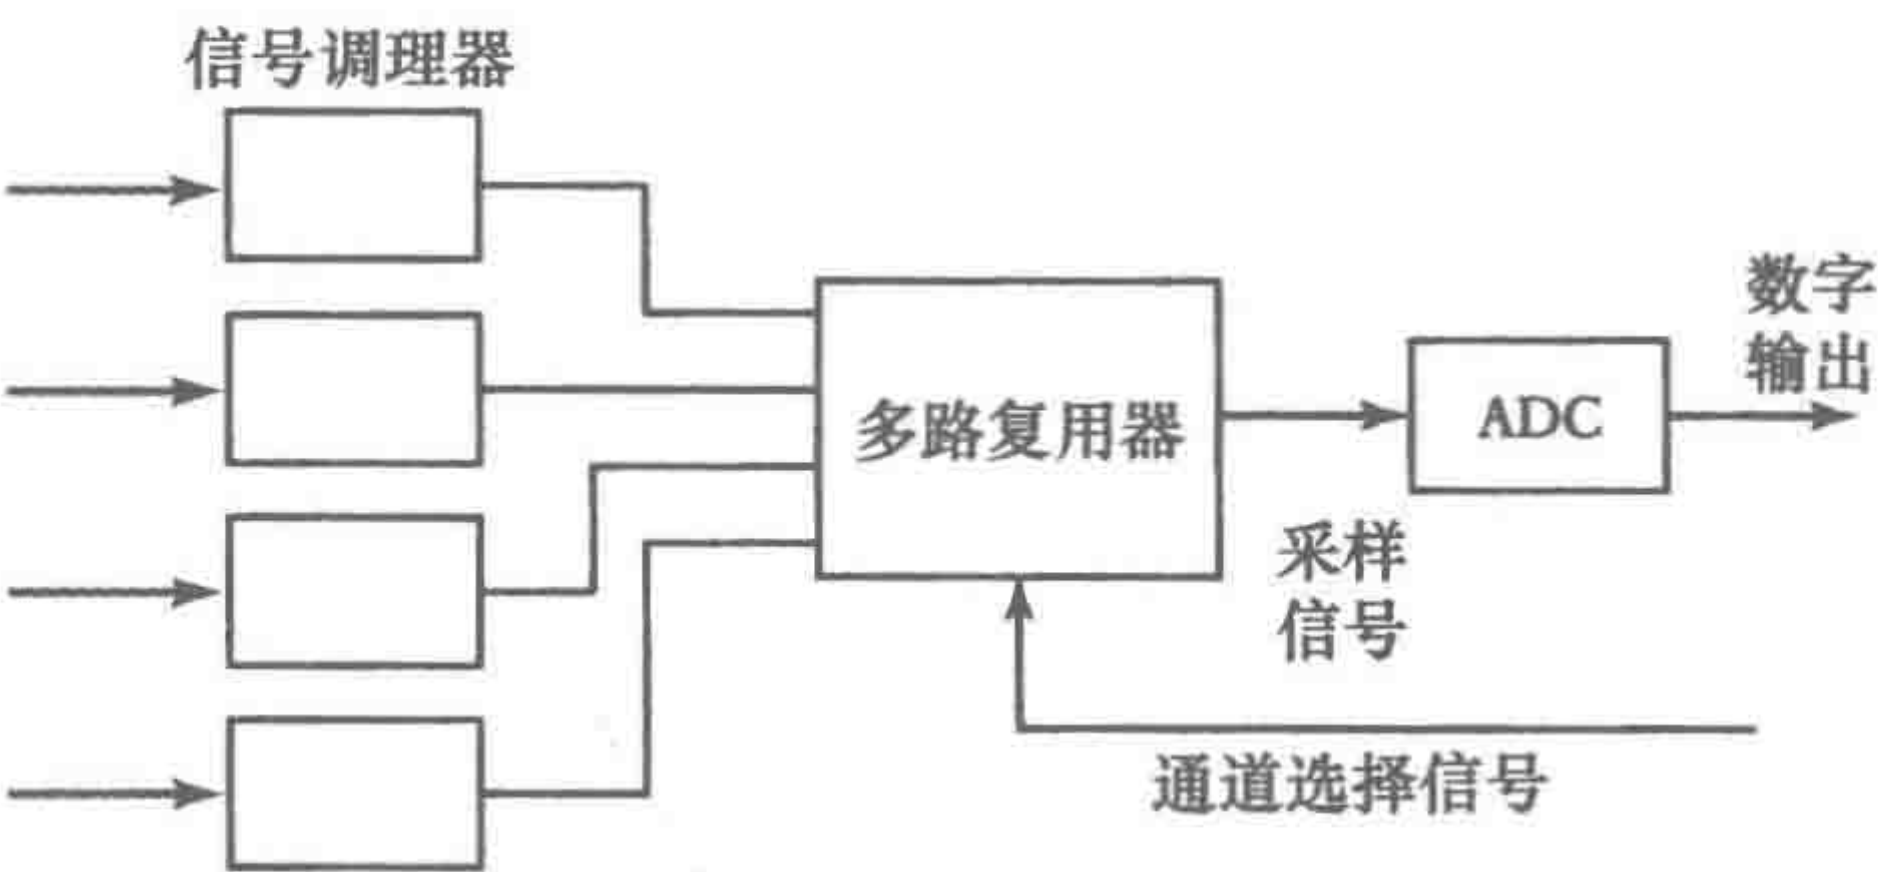 信号调理器
多路复用器
ADC
数字
输出
采样
信号
通道选择信号